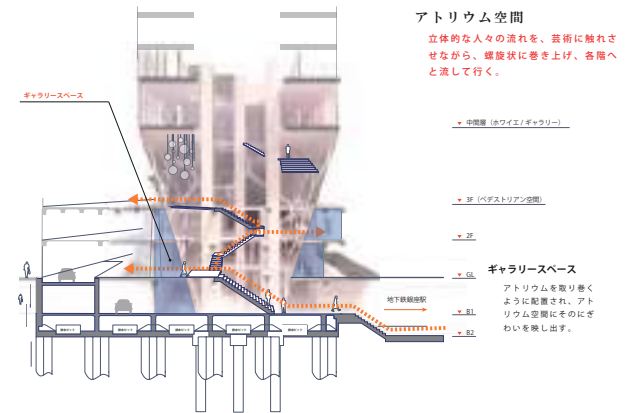 アトリウム空間
立体的な人々の流れを、芸術に触れさ
せながら、螺旋状に巻き上げ、各階へ
と流して行く。
ギャラリースペース
中間層（ホワイエ / ギャラリー）
3F（ペデストリアン空間）
2F
GL
ギャラリースペース
アトリウムを取り巻く
ように配置され、アト
リウム空間にそのにぎ
わいを映し出す。
地下鉄銀座駅
B1
B2